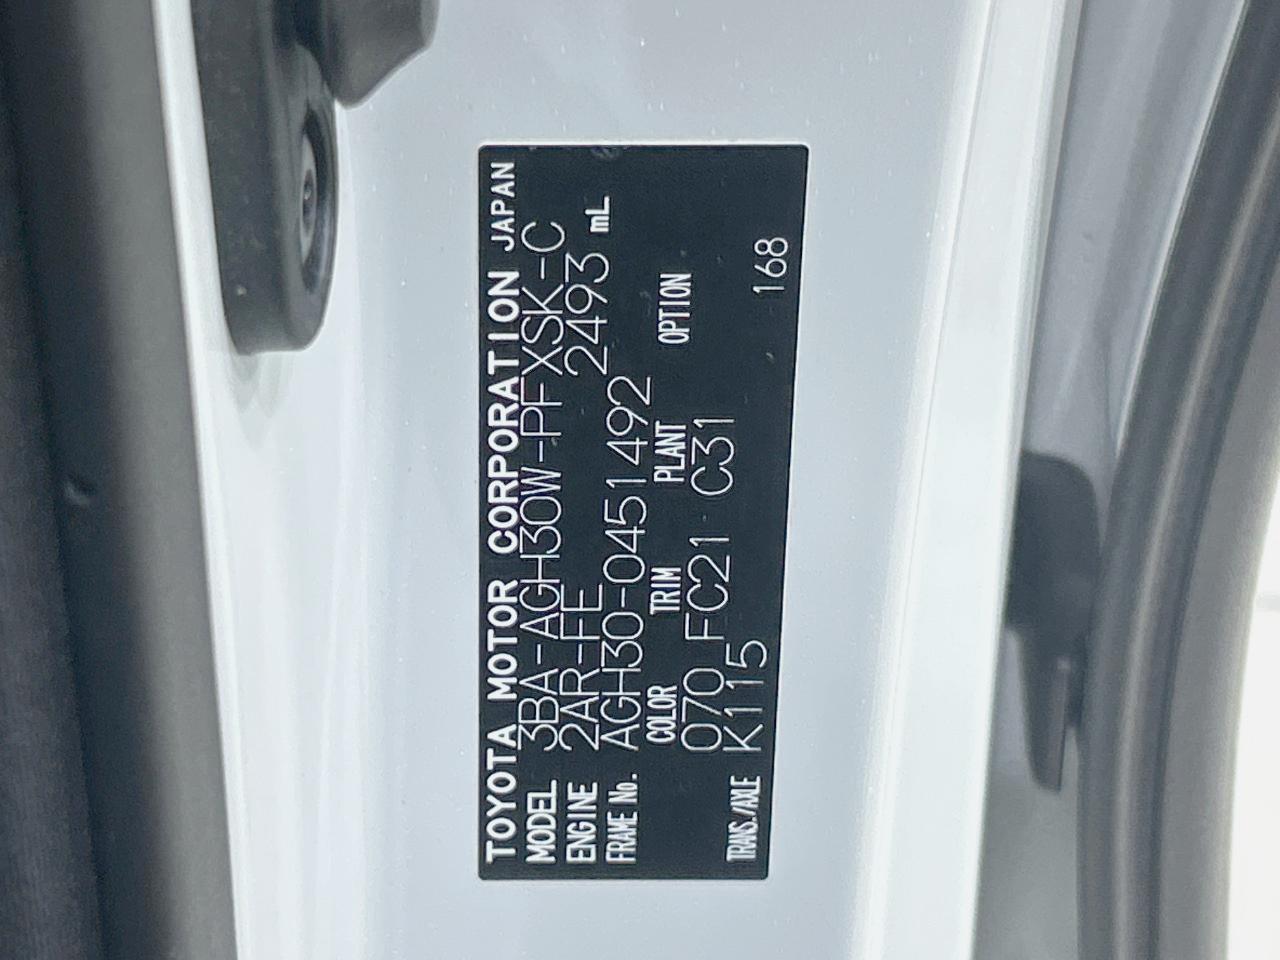 TOYOTA MOTOR CORPORATION JAPAN
MODEL 3BA-AGH30W-PFXSK-C
ENGINE 2AR-FE 2493 mL
FRAME No. AGH30-0451492
COLOR TRIM PLANT OPTION
070 FC21 C31
TRANS./AXLE K115 168